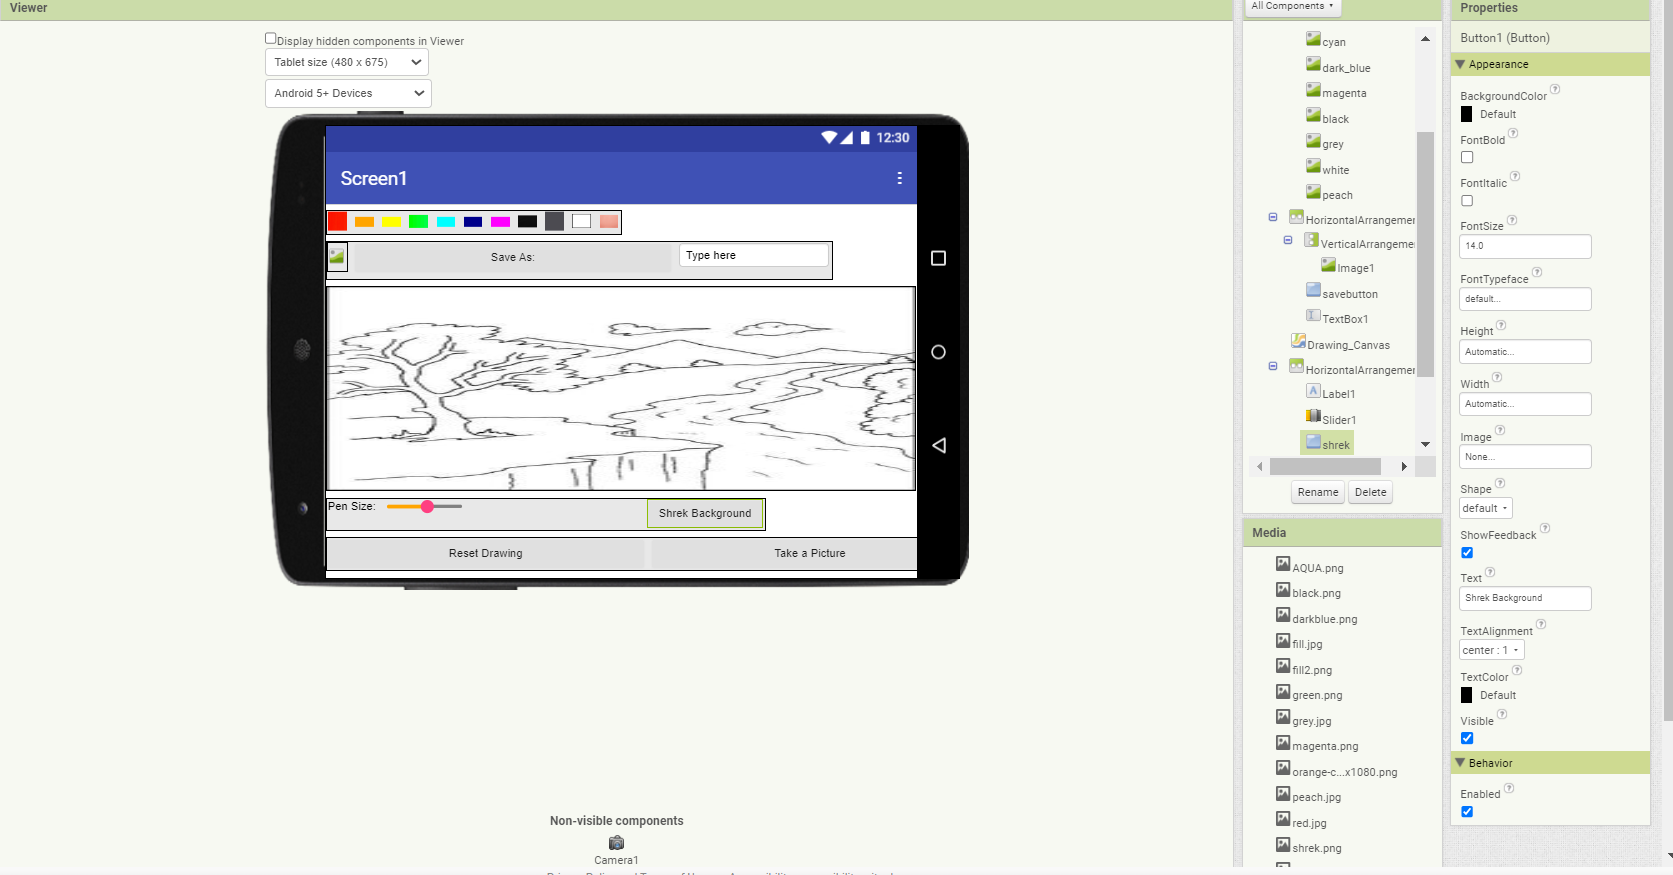 Viewer
Display hidden components in Viewer
Tablet size (480 x 675)
Android 5+ Devices
12:30
Screen1
Save As:
Type here
Pen Size:
Shrek Background
Reset Drawing
Take a Picture
Non-visible components
Camera1
All Components
cyan
dark_blue
magenta
black
grey
white
peach
HorizontalArrangemer
VerticalArrangeme
Image1
savebutton
TextBox1
Drawing_Canvas
HorizontalArrangemer
Label1
Slider1
shrek
Rename
Delete
Media
AQUA.png
black.png
darkblue.png
fill.jpg
fill2.png
green.png
grey.jpg
magenta.png
orange-c...x1080.png
peach.jpg
red.jpg
shrek.png
Properties
Button1 (Button)
Appearance
BackgroundColor
Default
FontBold
FontItalic
FontSize
14.0
FontTypeface
default...
Height
Automatic...
Width
Automatic...
Image
None...
Shape
default
ShowFeedback
Text
Shrek Background
TextAlignment
center : 1
TextColor
Default
Visible
Behavior
Enabled